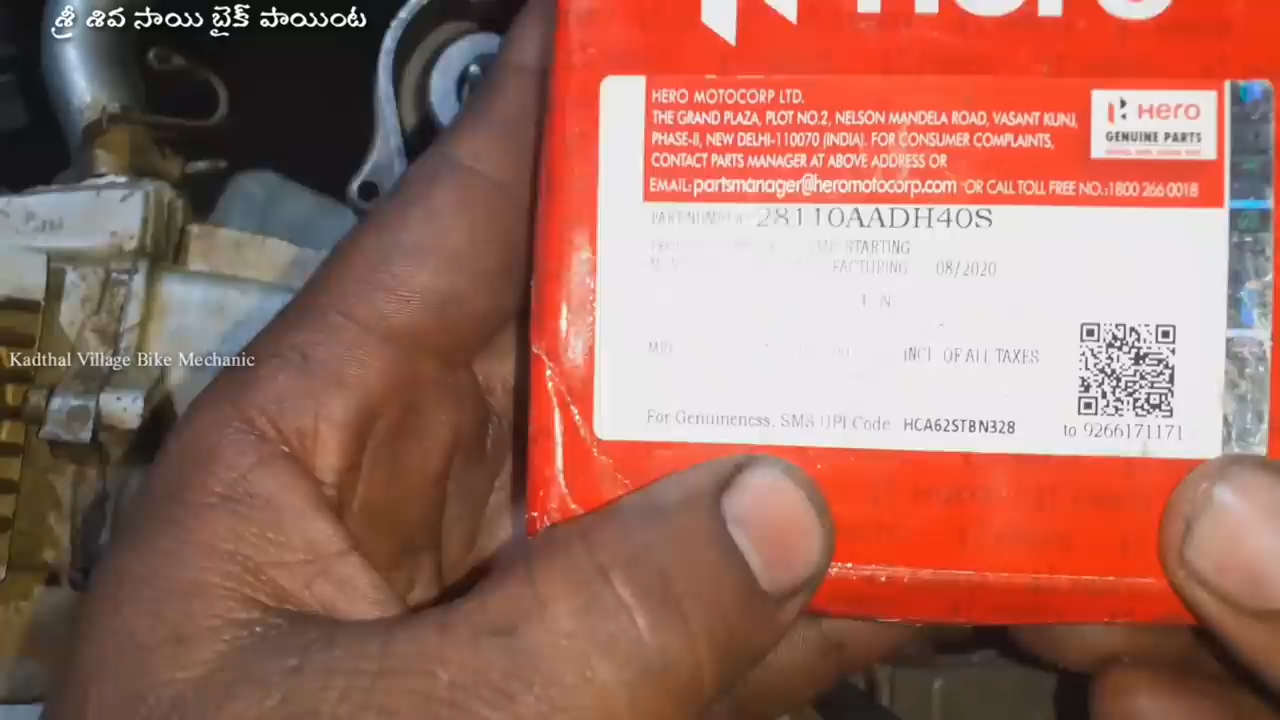 శ్రీ శివ సాయి బైక్ పాయింట
Hero
HERO MOTOCORP LTD.
THE GRAND PLAZA, PLOT NO.2, NELSON MANDELA ROAD, VASANT KUNJ,
PHASE-II, NEW DELHI-110070 (INDIA). FOR CONSUMER COMPLAINTS,
CONTACT PARTS MANAGER AT ABOVE ADDRESS OR
EMAIL: partsmanager@heromotocorp.com OR CALL TOLL FREE NO.:1800 266 0018
Hero
GENUINE PARTS
PART NUMBER 28110AADH40S
STARTING
08/2020
INCL OF ALL TAXES
For Genuineness, SMS UPI Code HCA62STBN328 to 9266171171
Kadthal Village Bike Mechanic